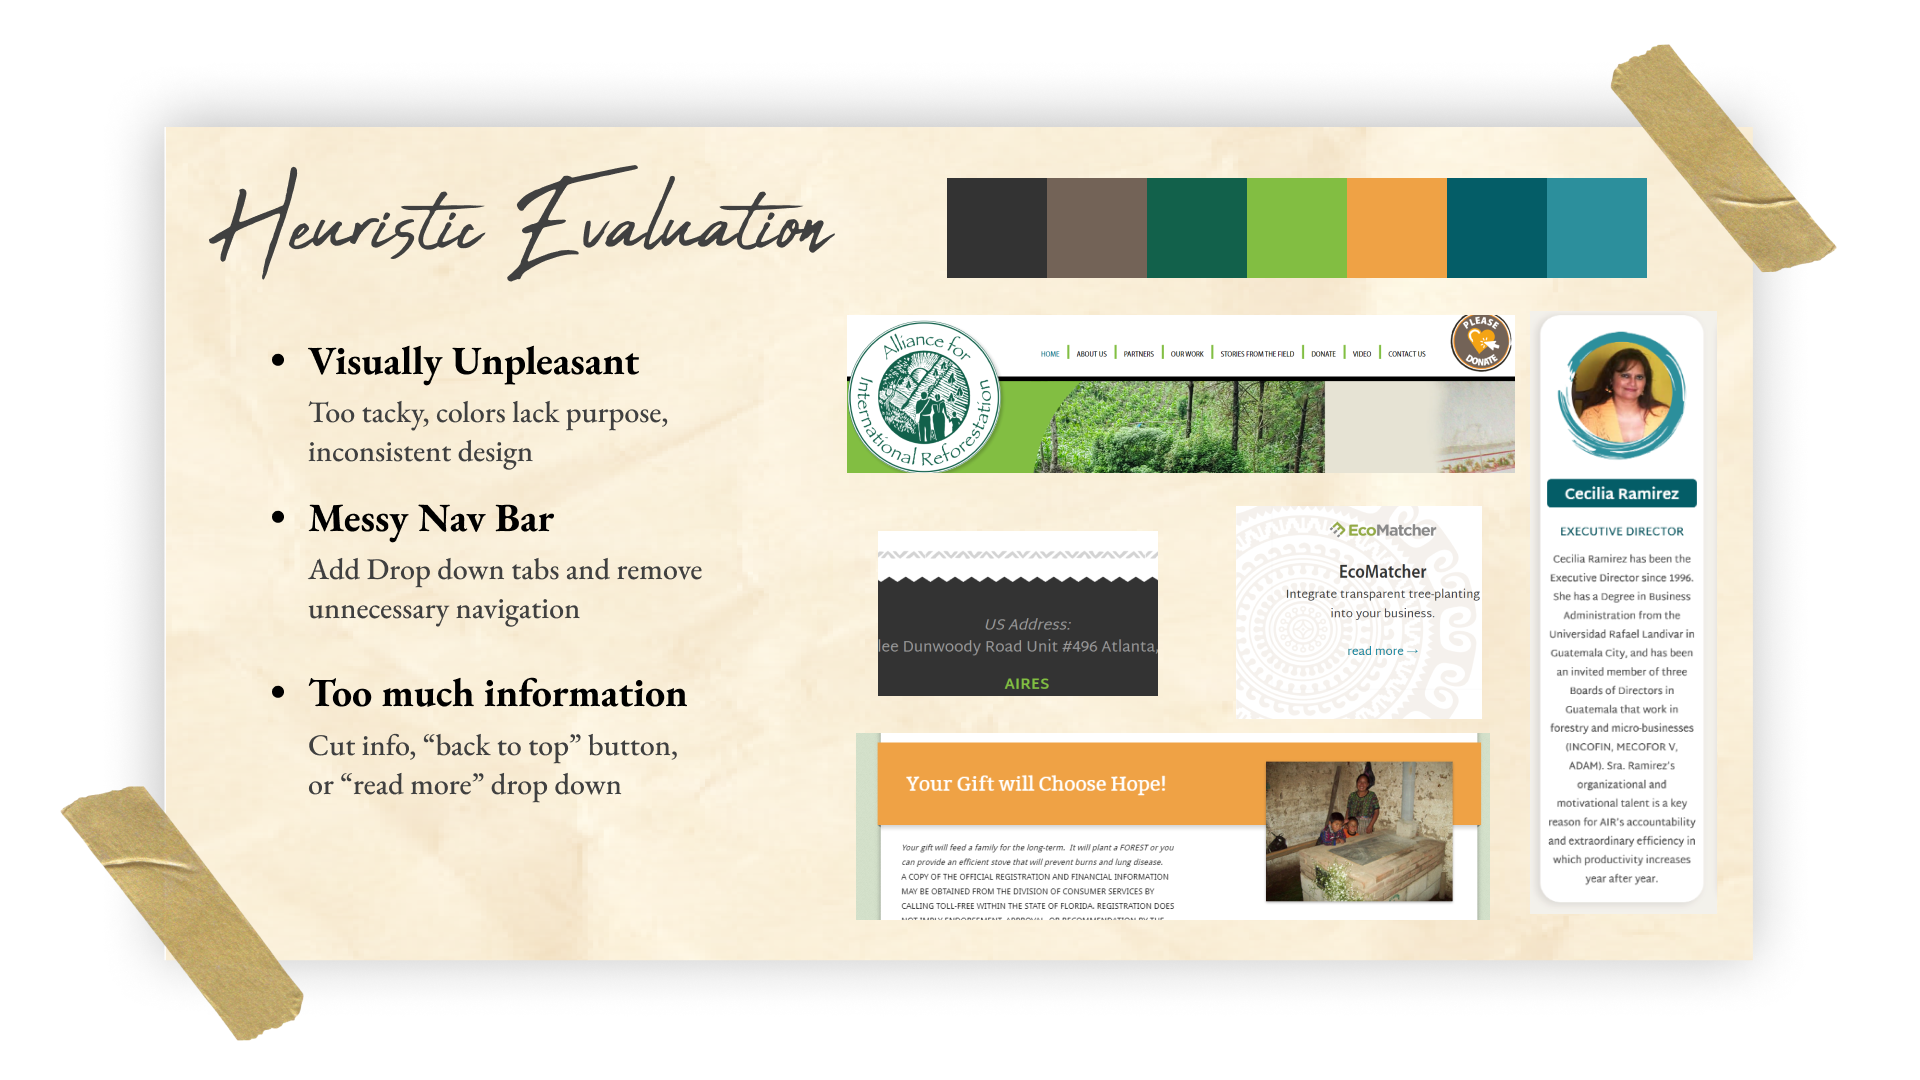 Heuristic Evaluation
• Visually Unpleasant
Too tacky, colors lack purpose,
inconsistent design
• Messy Nav Bar
Add Drop down tabs and remove
unnecessary navigation
• Too much information
Cut info, “back to top” button,
or “read more” drop down
Alliance for
International Reforestation
HOME ABOUT US PARTNERS OUR WORK STORIES FROM THE FIELD DONATE VIDEO CONTACT US
PLEASE
DONATE
US Address:
lee Dunwoody Road Unit #496 Atlanta,
AIRES
EcoMatcher
EcoMatcher
Integrate transparent tree-planting
into your business.
read more →
Your Gift will Choose Hope!
Your gift will feed a family for the long-term. It will plant a FOREST or you
can provide an efficient stove that will prevent burns and lung disease.
A COPY OF THE OFFICIAL REGISTRATION AND FINANCIAL INFORMATION
MAY BE OBTAINED FROM THE DIVISION OF CONSUMER SERVICES BY
CALLING TOLL-FREE WITHIN THE STATE OF FLORIDA. REGISTRATION DOES
NOT IMPLY ENDORSEMENT, APPROVAL, OR RECOMMENDATION BY THE
Cecilia Ramirez
EXECUTIVE DIRECTOR
Cecilia Ramirez has been the
Executive Director since 1996.
She has a Degree in Business
Administration from the
Universidad Rafael Landivar in
Guatemala City, and has been
an invited member of three
Boards of Directors in
Guatemala that work in
forestry and micro-businesses
(INCOFIN, MECOFOR V,
ADAM). Sra. Ramirez’s
organizational and
motivational talent is a key
reason for AIR’s accountability
and extraordinary efficiency in
which productivity increases
year after year.